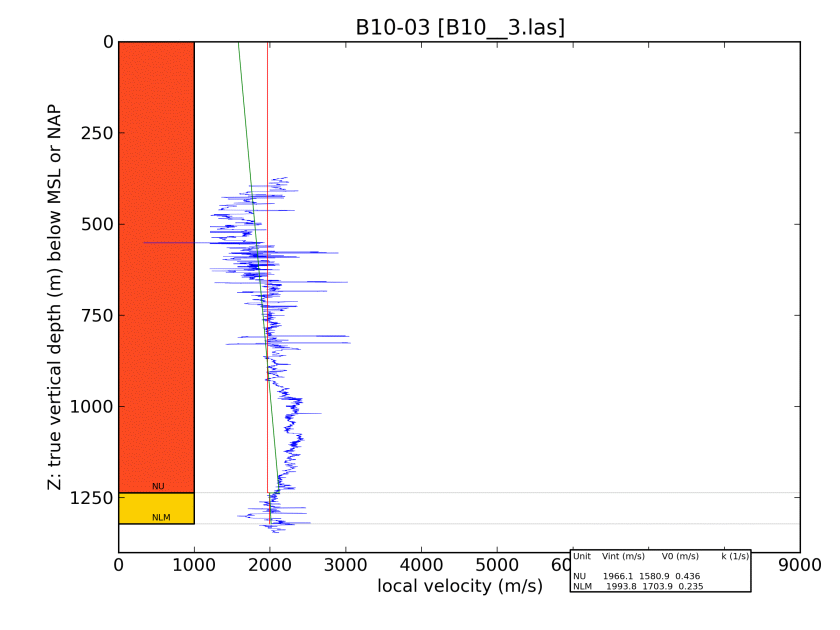 B10-03 [B10__3.las]
Z: true vertical depth (m) below MSL or NAP
0
250
500
750
1000
1250
NU
NLM
0 1000 2000 3000 4000 5000 60 9000
local velocity (m/s)
Unit Vint (m/s) V0 (m/s) k (1/s)
NU 1966.1 1580.9 0.436
NLM 1993.8 1703.9 0.235